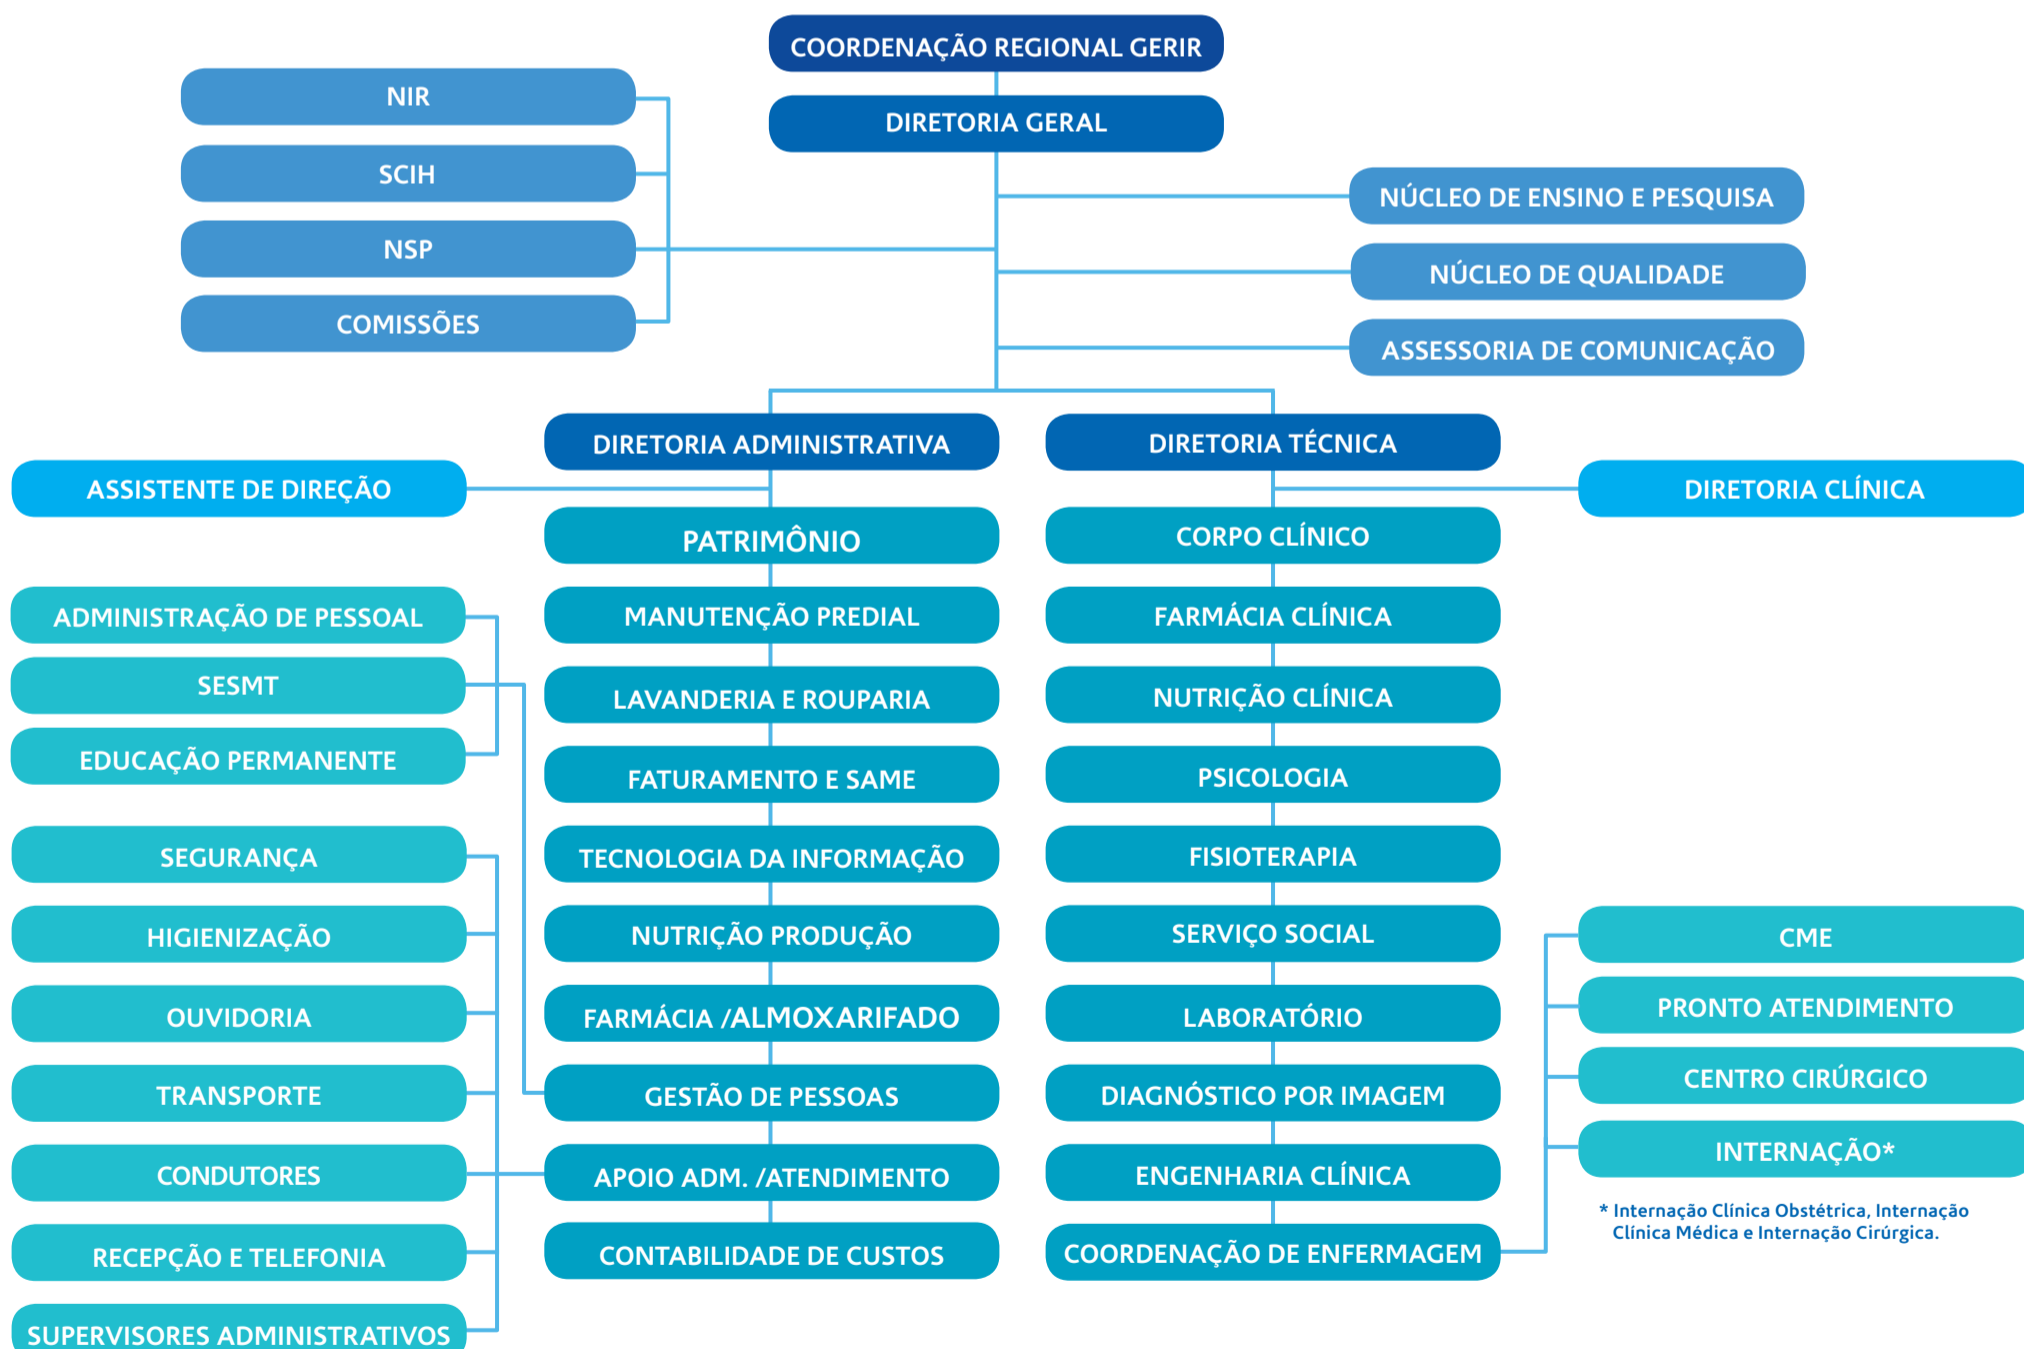 COORDENAÇÃO REGIONAL GERIR
DIRETORIA GERAL
NIR
SCIH
NSP
COMISSÕES
NÚCLEO DE ENSINO E PESQUISA
NÚCLEO DE QUALIDADE
ASSESSORIA DE COMUNICAÇÃO
DIRETORIA ADMINISTRATIVA
DIRETORIA TÉCNICA
ASSISTENTE DE DIREÇÃO
DIRETORIA CLÍNICA
ADMINISTRAÇÃO DE PESSOAL
SESMT
EDUCAÇÃO PERMANENTE
SEGURANÇA
HIGIENIZAÇÃO
OUVIDORIA
TRANSPORTE
CONDUTORES
RECEPÇÃO E TELEFONIA
SUPERVISORES ADMINISTRATIVOS
PATRIMÔNIO
MANUTENÇÃO PREDIAL
LAVANDERIA E ROUPARIA
FATURAMENTO E SAME
TECNOLOGIA DA INFORMAÇÃO
NUTRIÇÃO PRODUÇÃO
FARMÁCIA /ALMOXARIFADO
GESTÃO DE PESSOAS
APOIO ADM. /ATENDIMENTO
CONTABILIDADE DE CUSTOS
CORPO CLÍNICO
FARMÁCIA CLÍNICA
NUTRIÇÃO CLÍNICA
PSICOLOGIA
FISIOTERAPIA
SERVIÇO SOCIAL
LABORATÓRIO
DIAGNÓSTICO POR IMAGEM
ENGENHARIA CLÍNICA
COORDENAÇÃO DE ENFERMAGEM
CME
PRONTO ATENDIMENTO
CENTRO CIRÚRGICO
INTERNAÇÃO*
* Internação Clínica Obstétrica, Internação
Clínica Médica e Internação Cirúrgica.